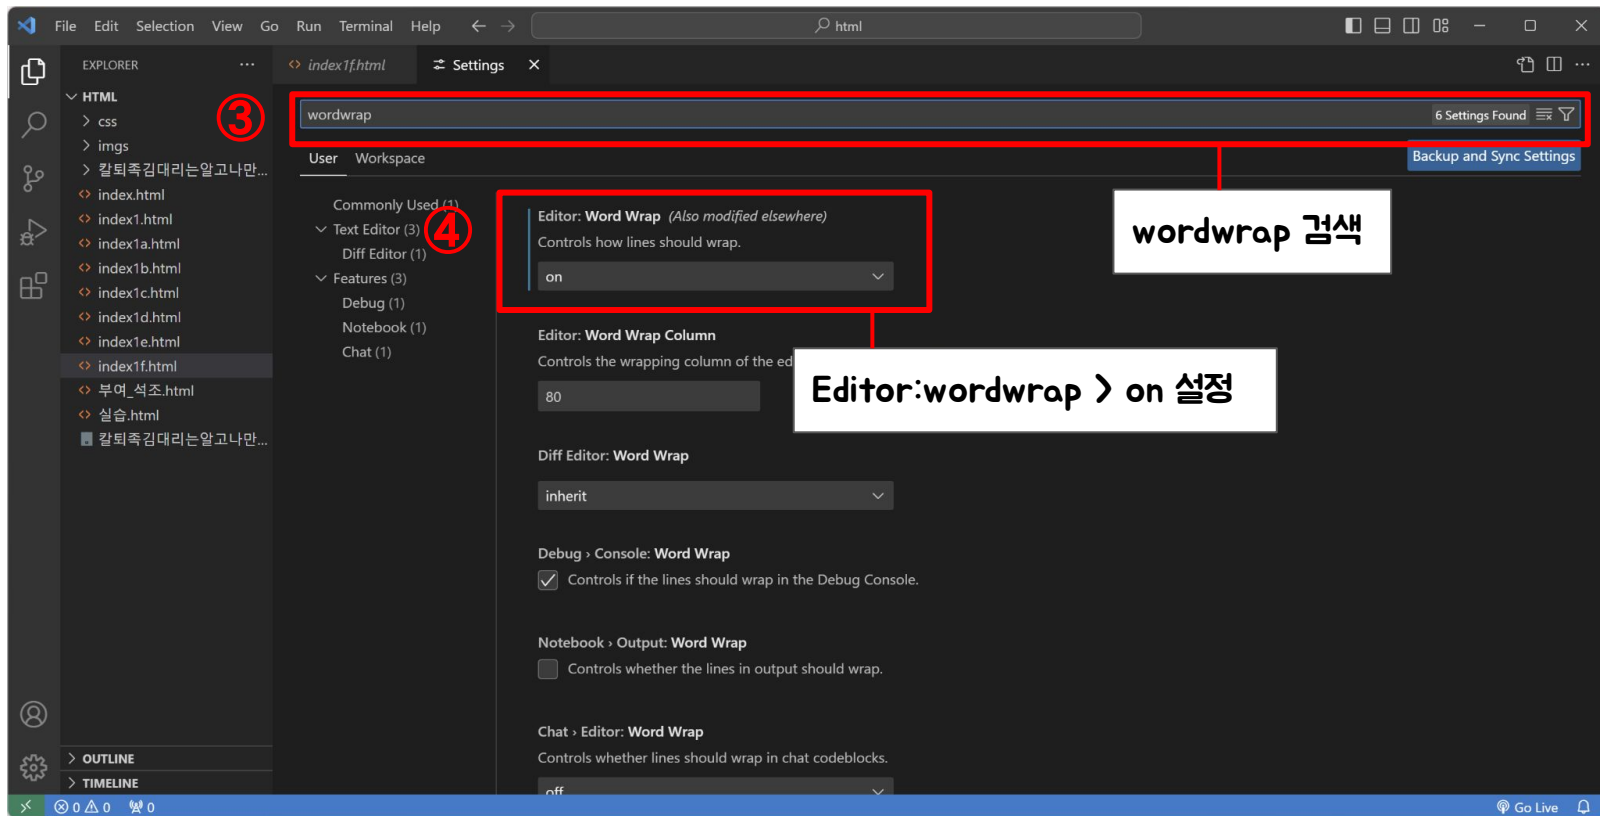 File Edit Selection View Go Run Terminal Help html
EXPLORER
index1f.html Settings
HTML
css
imgs
칼퇴족김대리는알고나만...
index.html
index1.html
index1a.html
index1b.html
index1c.html
index1d.html
index1e.html
index1f.html
부여_석조.html
실습.html
칼퇴족김대리는알고나만...
OUTLINE
TIMELINE
③
wordwrap 6 Settings Found
User Workspace Backup and Sync Settings
wordwrap 검색
Commonly Used (1)
Text Editor (3)
Diff Editor (1)
Features (3)
Debug (1)
Notebook (1)
Chat (1)
④
Editor: Word Wrap (Also modified elsewhere)
Controls how lines should wrap.
on
Editor: Word Wrap Column
Controls the wrapping column of the ed
80
Editor:wordwrap > on 설정
Diff Editor: Word Wrap
inherit
Debug › Console: Word Wrap
Controls if the lines should wrap in the Debug Console.
Notebook › Output: Word Wrap
Controls whether the lines in output should wrap.
Chat › Editor: Word Wrap
Controls whether lines should wrap in chat codeblocks.
off
0 0 0 Go Live